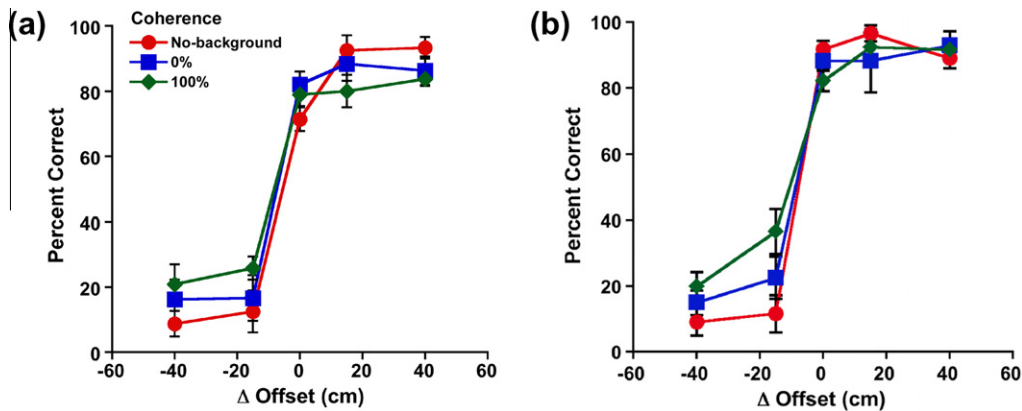 (a)
Coherence
No-background
0%
100%
100
80
60
40
20
0
Percent Correct
-60 -40 -20 0 20 40 60
Δ Offset (cm)
(b)
100
80
60
40
20
0
Percent Correct
-60 -40 -20 0 20 40 60
Δ Offset (cm)